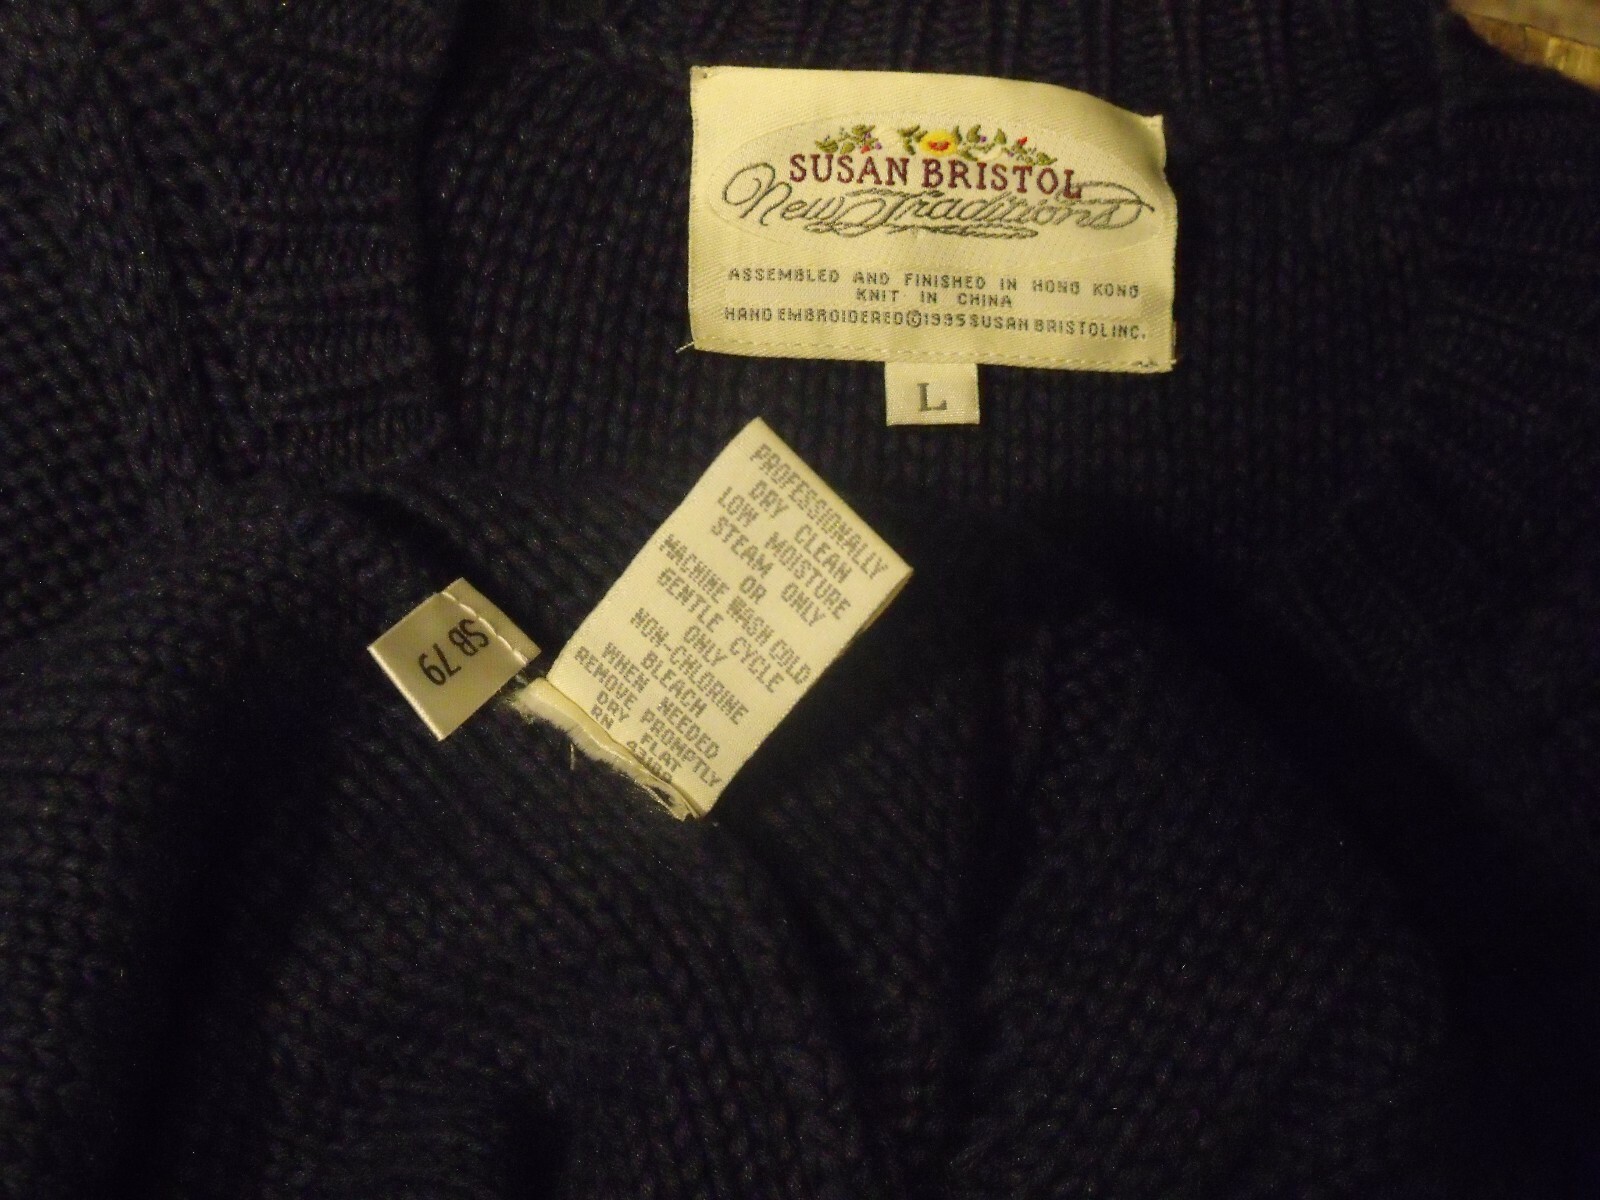 SUSAN BRISTOL
New Traditions
ASSEMBLED AND FINISHED IN HONG KONG
KNIT IN CHINA
HAND EMBROIDERED ©1995 SUSAN BRISTOL INC.
L
PROFESSIONALLY
DRY CLEAN
LOW MOISTURE
STEAM ONLY
OR
MACHINE WASH COLD
GENTLE CYCLE
ONLY
NON-CHLORINE
BLEACH
WHEN NEEDED
REMOVE PROMPTLY
DRY FLAT
RN
SB 79